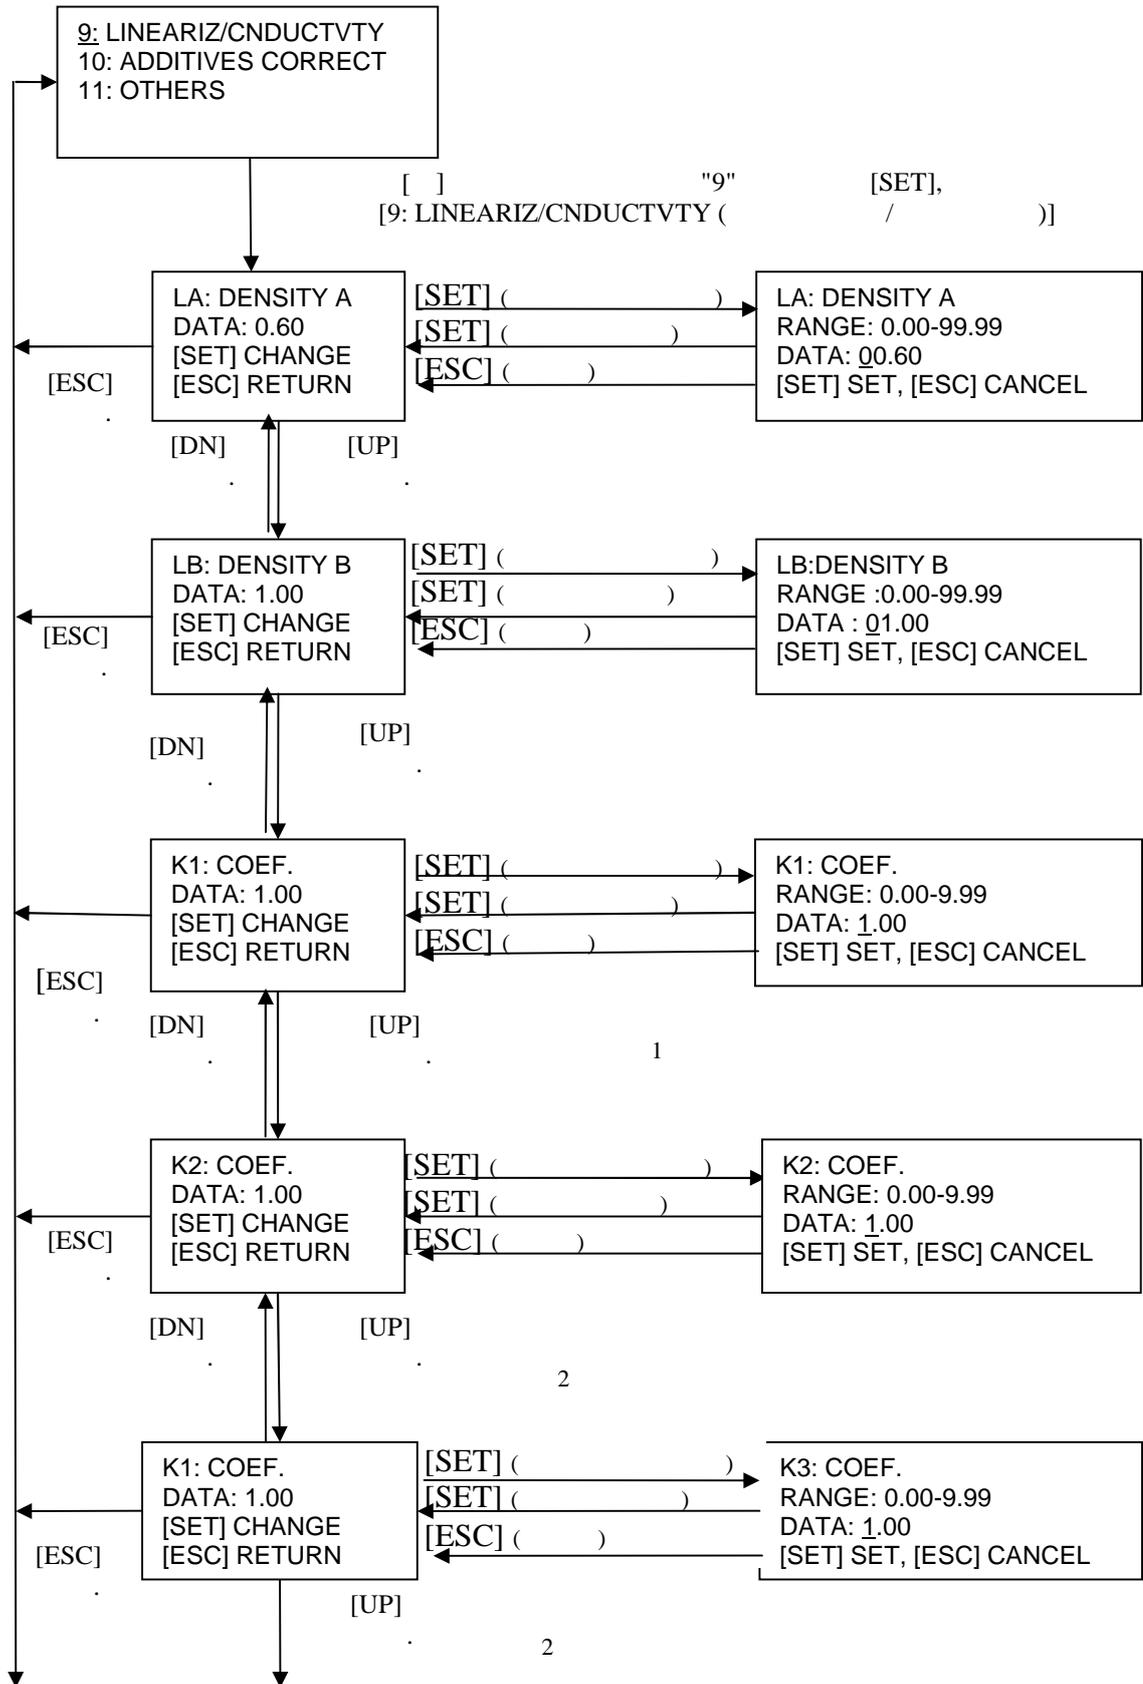 9: LINEARIZ/CNDUCTVTY
10: ADDITIVES CORRECT
11: OTHERS
[ ] "9" [SET],
[9: LINEARIZ/CNDUCTVTY ( / )]
LA: DENSITY A
DATA: 0.60
[SET] CHANGE
[ESC] RETURN
[SET] ( )
[SET] ( )
[ESC] ( )
LA: DENSITY A
RANGE: 0.00-99.99
DATA: 00.60
[SET] SET, [ESC] CANCEL
[ESC]
.
[DN] [UP]
. .
LB: DENSITY B
DATA: 1.00
[SET] CHANGE
[ESC] RETURN
[SET] ( )
[SET] ( )
[ESC] ( )
LB:DENSITY B
RANGE :0.00-99.99
DATA : 01.00
[SET] SET, [ESC] CANCEL
[ESC]
.
[DN] [UP]
. .
K1: COEF.
DATA: 1.00
[SET] CHANGE
[ESC] RETURN
[SET] ( )
[SET] ( )
[ESC] ( )
K1: COEF.
RANGE: 0.00-9.99
DATA: 1.00
[SET] SET, [ESC] CANCEL
[ESC]
.
[DN] [UP]
. . 1
K2: COEF.
DATA: 1.00
[SET] CHANGE
[ESC] RETURN
[SET] ( )
[SET] ( )
[ESC] ( )
K2: COEF.
RANGE: 0.00-9.99
DATA: 1.00
[SET] SET, [ESC] CANCEL
[ESC]
.
[DN] [UP]
. .
2
K1: COEF.
DATA: 1.00
[SET] CHANGE
[ESC] RETURN
[SET] ( )
[SET] ( )
[ESC] ( )
K3: COEF.
RANGE: 0.00-9.99
DATA: 1.00
[SET] SET, [ESC] CANCEL
[ESC]
.
[UP]
. 2